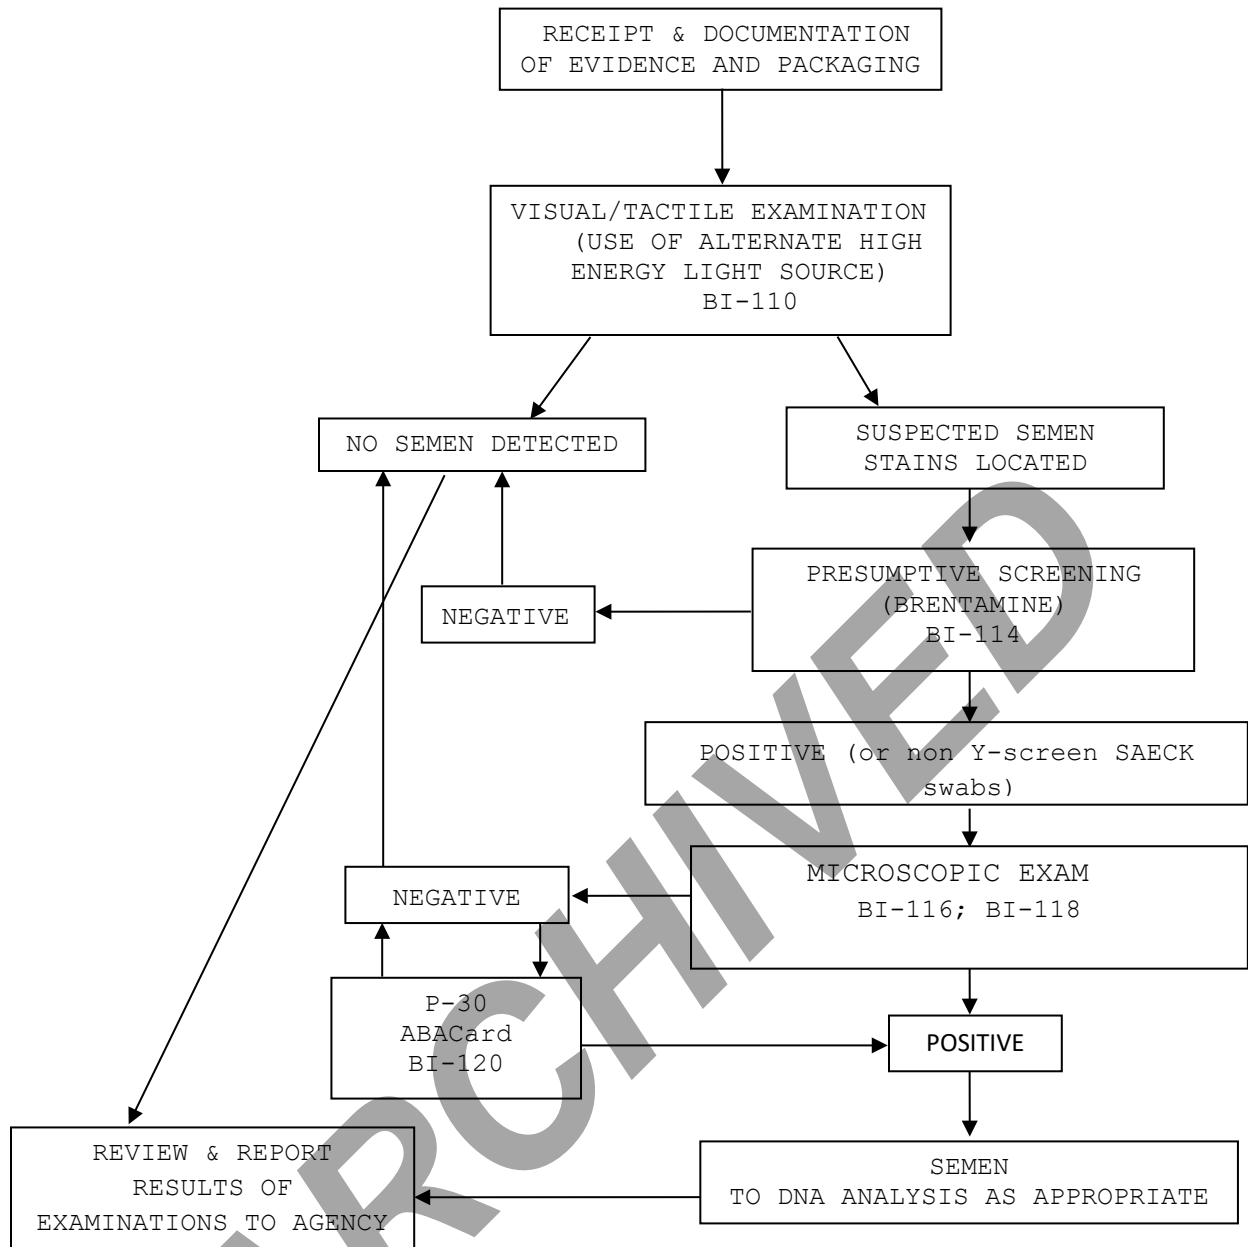 RECEIPT & DOCUMENTATION
OF EVIDENCE AND PACKAGING
VISUAL/TACTILE EXAMINATION
(USE OF ALTERNATE HIGH
ENERGY LIGHT SOURCE)
BI-110
NO SEMEN DETECTED
SUSPECTED SEMEN
STAINS LOCATED
PRESUMPTIVE SCREENING
(BRENTAMINE)
BI-114
NEGATIVE
POSITIVE (or non Y-screen SAECK
swabs)
MICROSCOPIC EXAM
BI-116; BI-118
NEGATIVE
P-30
ABACard
BI-120
POSITIVE
REVIEW & REPORT
RESULTS OF
EXAMINATIONS TO AGENCY
SEMEN
TO DNA ANALYSIS AS APPROPRIATE
ARCHIVED